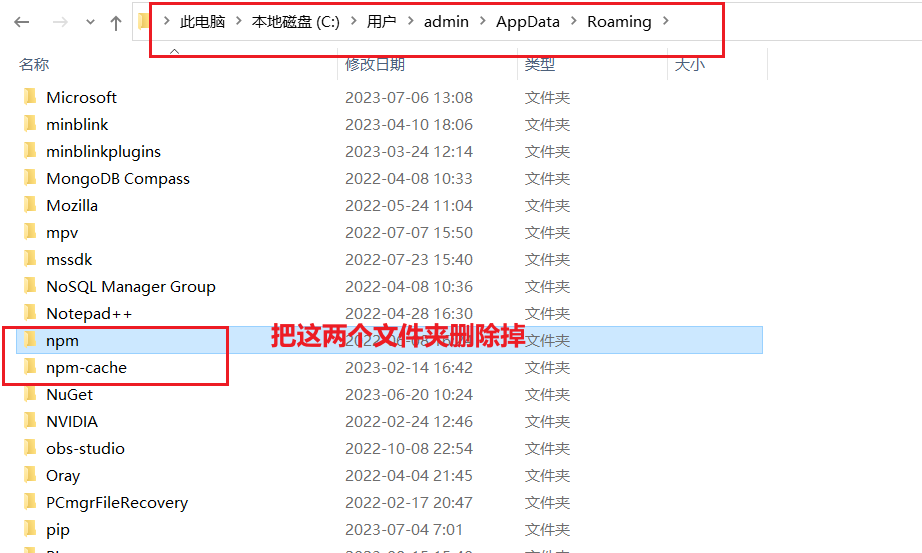 此电脑 > 本地磁盘 (C:) > 用户 > admin > AppData > Roaming >
名称 修改日期 类型 大小
Microsoft 2023-07-06 13:08 文件夹
minblink 2023-04-10 18:06 文件夹
minblinkplugins 2023-03-24 12:14 文件夹
MongoDB Compass 2022-04-08 10:33 文件夹
Mozilla 2022-05-24 11:04 文件夹
mpv 2022-07-07 15:50 文件夹
mssdk 2022-07-23 15:40 文件夹
NoSQL Manager Group 2022-04-08 10:36 文件夹
Notepad++ 2022-04-28 16:30 文件夹
把这两个文件夹删除掉
npm 文件夹
npm-cache 2023-02-14 16:42 文件夹
NuGet 2023-06-20 10:24 文件夹
NVIDIA 2022-02-24 12:46 文件夹
obs-studio 2022-10-08 22:54 文件夹
Oray 2022-04-04 21:45 文件夹
PCmgrFileRecovery 2022-02-17 20:47 文件夹
pip 2023-07-04 7:01 文件夹